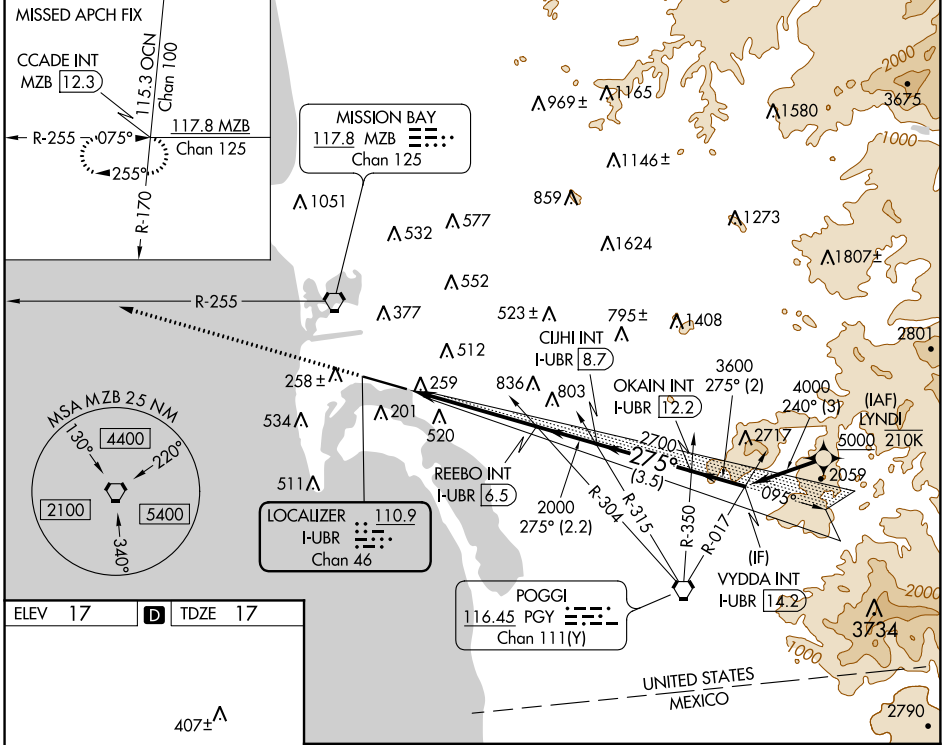 MISSED APCH FIX
CCADE INT
MZB 12.3
115.3 OCN
Chan 100
R-255
075°
117.8 MZB
Chan 125
255°
R-170
MISSION BAY
117.8 MZB
Chan 125
969±
1165
1580
3675
2000
1000
1146±
859
1273
1051
532
577
1624
1807±
552
R-255
377
523±
795±
1408
2801
512
CIJHI INT
I-UBR 8.7
3600
275° (2)
4000
240° (3)
(IAF)
LYNDI
5000 210K
258±
259
836
803
OKAIN INT
I-UBR 12.2
534
201
520
2717
2059
2700
275°
(3.5)
095°
MSA MZB 25 NM
130°
4400
220°
2100
5400
340°
511
REEBO INT
I-UBR 6.5
2000
275° (2.2)
R-304
R-315
R-350
R-017
LOCALIZER 110.9
I-UBR
Chan 46
(IF)
VYDDA INT
I-UBR 14.2
POGGI
116.45 PGY
Chan 111(Y)
2000
3734
1000
ELEV 17
D
TDZE 17
UNITED STATES
MEXICO
407±
2790